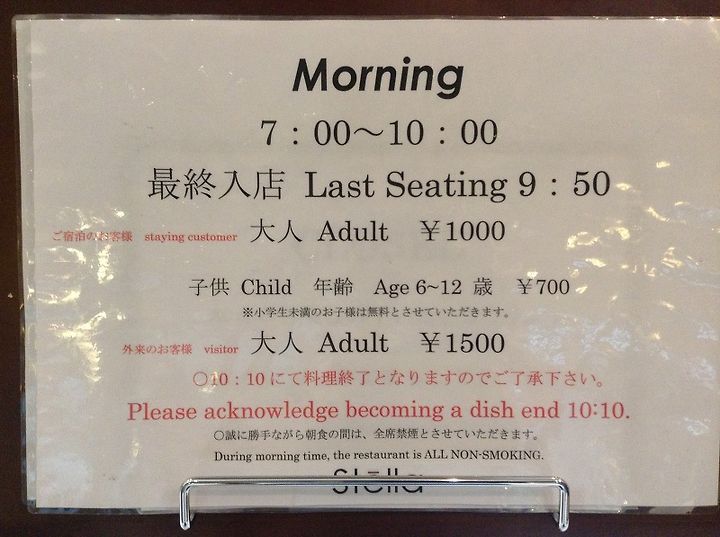 Morning
7：00～10：00
最終入店 Last Seating 9：50
ご宿泊のお客様 staying customer 大人 Adult ￥1000
子供 Child 年齢 Age 6~12 歳 ￥700
※小学生未満のお子様は無料とさせていただきます。
外来のお客様 visitor 大人 Adult ￥1500
○10：10にて料理終了となりますのでご了承下さい。
Please acknowledge becoming a dish end 10:10.
○誠に勝手ながら朝食の間は、全席禁煙とさせていただきます。
During morning time, the restaurant is ALL NON-SMOKING.
Stēlla